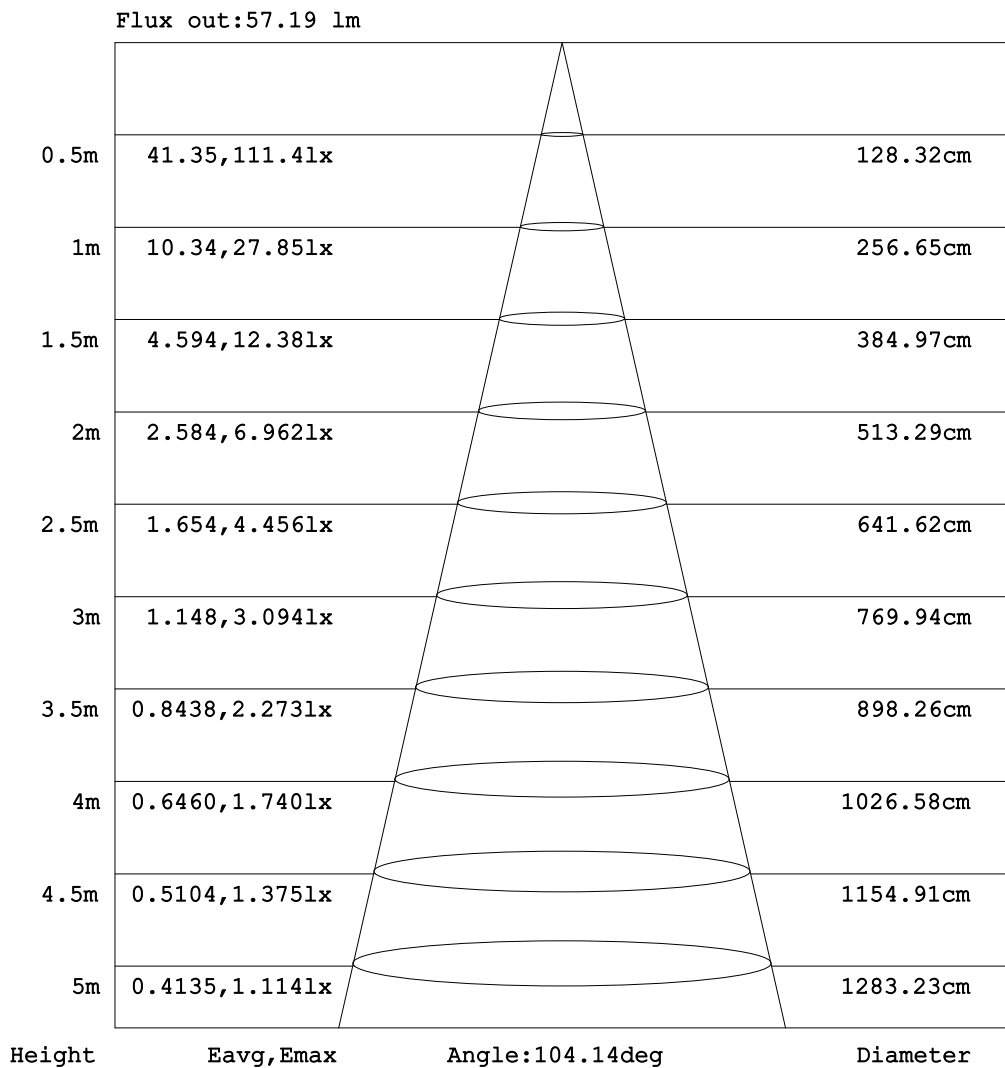 Flux out:57.19 lm
0.5m 41.35,111.4lx 128.32cm
1m 10.34,27.85lx 256.65cm
1.5m 4.594,12.38lx 384.97cm
2m 2.584,6.962lx 513.29cm
2.5m 1.654,4.456lx 641.62cm
3m 1.148,3.094lx 769.94cm
3.5m 0.8438,2.273lx 898.26cm
4m 0.6460,1.740lx 1026.58cm
4.5m 0.5104,1.375lx 1154.91cm
5m 0.4135,1.114lx 1283.23cm
Height Eavg,Emax Angle:104.14deg Diameter